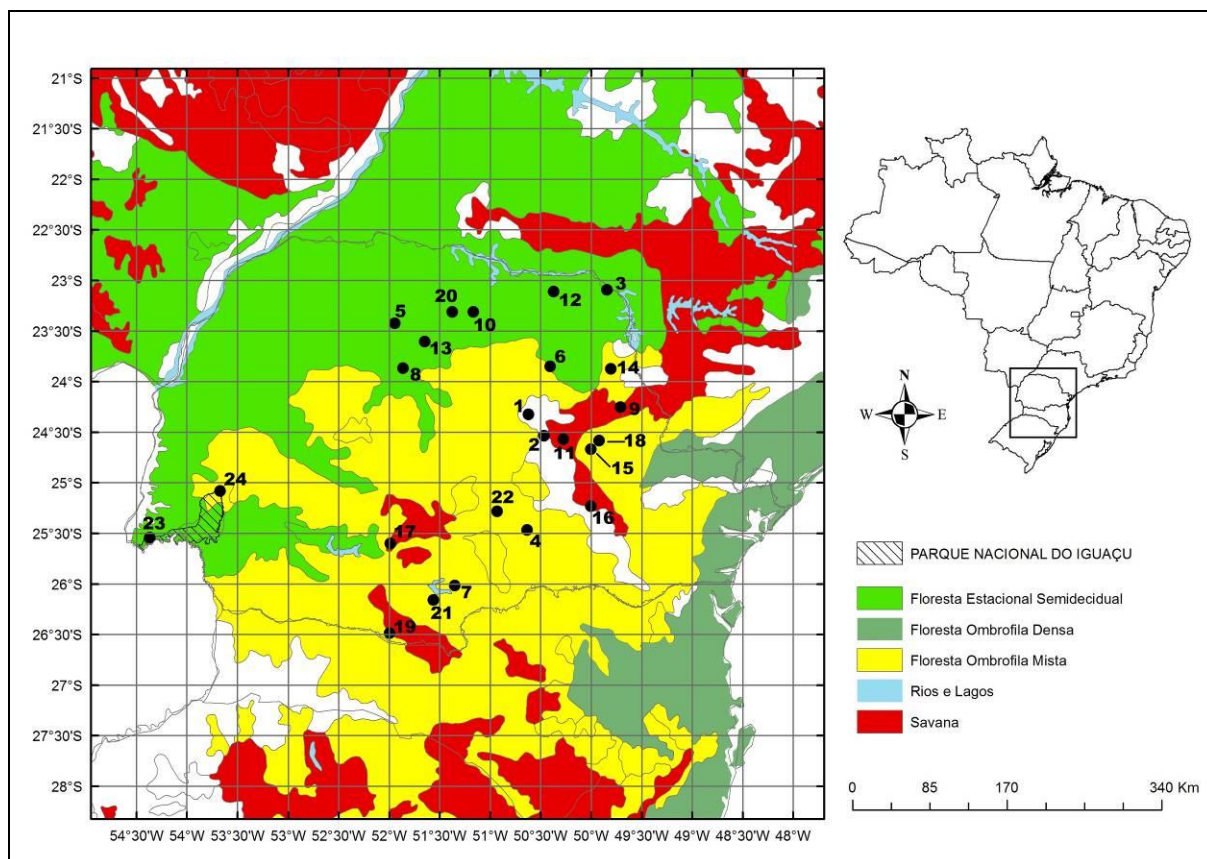 21°S
21°30'S
22°S
22°30'S
23°S
23°30'S
24°S
24°30'S
25°S
25°30'S
26°S
26°30'S
27°S
27°30'S
28°S
3
12
20
10
5
13
6
14
8
1
9
2
11
18
15
24
22
16
23
17
4
7
21
19
54°30'W 54°W 53°30'W 53°W 52°30'W 52°W 51°30'W 51°W 50°30'W 50°W 49°30'W 49°W 48°30'W 48°W
N
W E
S
PARQUE NACIONAL DO IGUAÇU
Floresta Estacional Semidecidual
Floresta Ombrofila Densa
Floresta Ombrofila Mista
Rios e Lagos
Savana
0 85 170 340 Km